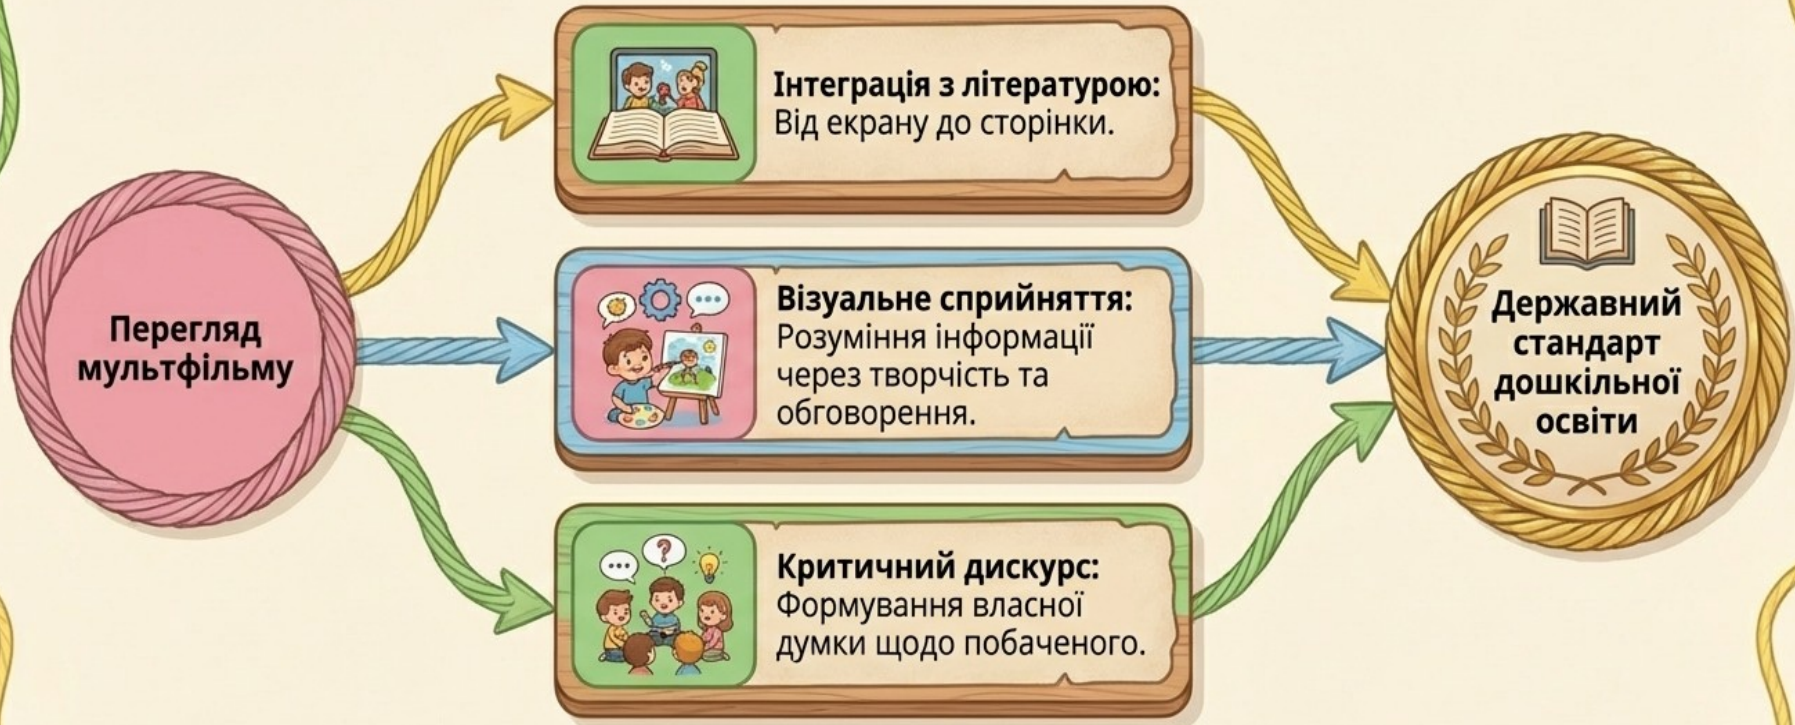 Перегляд
мультфільму
Інтеграція з літературою:
Від екрану до сторінки.
Візуальне сприйняття:
Розуміння інформації
через творчість та
обговорення.
Критичний дискурс:
Формування власної
думки щодо побаченого.
Державний
стандарт
дошкільної
освіти